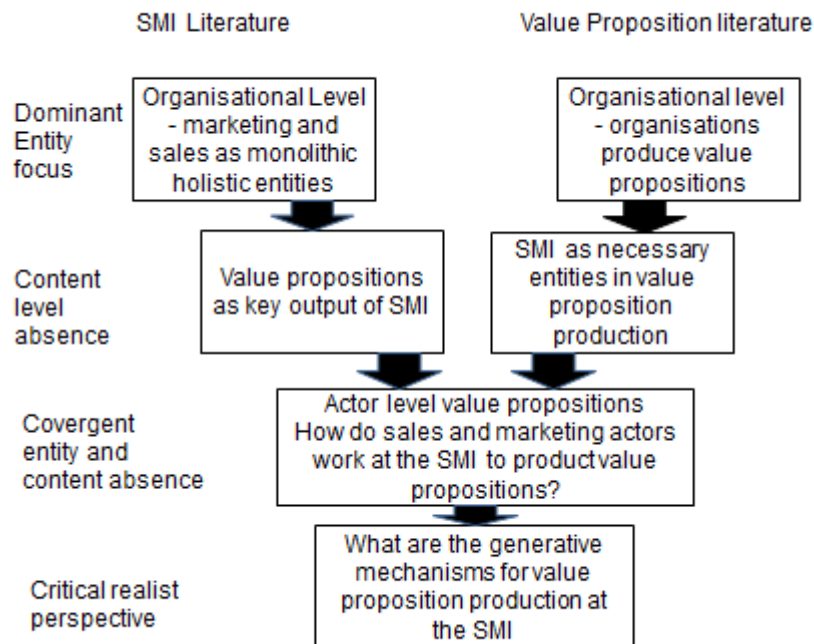 SMI Literature
Value Proposition literature
Dominant
Entity
focus
Organisational Level
- marketing and
sales as monolithic
holistic entities
Organisational level
- organisations
produce value
propositions
Content
level
absence
Value propositions
as key output of SMI
SMI as necessary
entities in value
proposition
production
Covergent
entity and
content absence
Actor level value propositions
How do sales and marketing actors
work at the SMI to product value
propositions?
Critical realist
perspective
What are the generative
mechanisms for value
proposition production at
the SMI